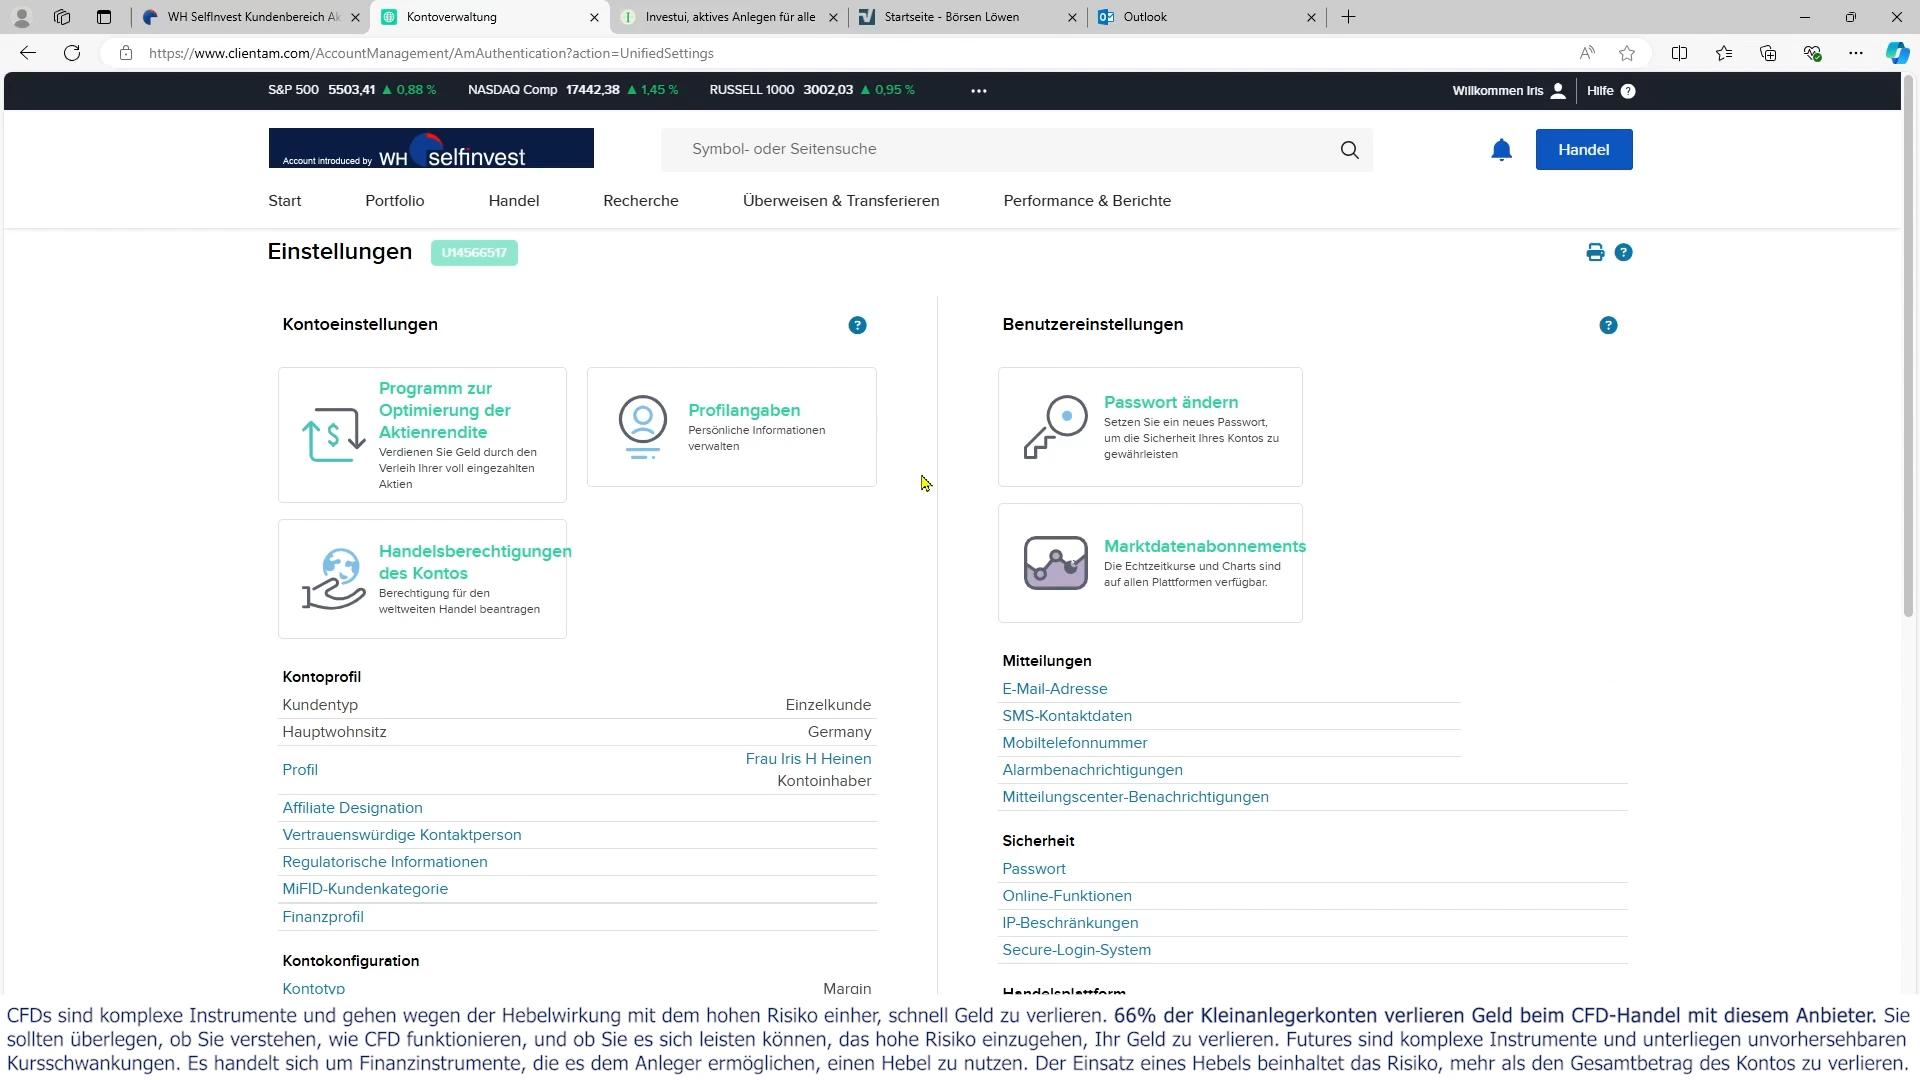 WH SelfInvest Kundenbereich Ak
Kontoverwaltung
Investui, aktives Anlegen für alle
Startseite - Börsen Löwen
Outlook
https://www.clientam.com/AccountManagement/AmAuthentication?action=UnifiedSettings
S&P 500 5503,41 ▲ 0,88 % NASDAQ Comp 17442,38 ▲ 1,45 % RUSSELL 1000 3002,03 ▲ 0,95 % •••
Willkommen Iris Hilfe ?
Account introduced by WH selfinvest
Symbol- oder Seitensuche
Handel
Start Portfolio Handel Recherche Überweisen & Transferieren Performance & Berichte
Einstellungen U14566517
Kontoeinstellungen
Programm zur
Optimierung der
Aktienrendite
Verdienen Sie Geld durch den
Verleih Ihrer voll eingezahlten
Aktien
Profilangaben
Persönliche Informationen
verwalten
Handelsberechtigungen
des Kontos
Berechtigung für den
weltweiten Handel beantragen
Kontoprofil
Kundentyp Einzelkunde
Hauptwohnsitz Germany
Profil
Frau Iris H Heinen
Kontoinhaber
Affiliate Designation
Vertrauenswürdige Kontaktperson
Regulatorische Informationen
MiFID-Kundenkategorie
Finanzprofil
Kontokonfiguration
Kontotyp Margin
Benutzereinstellungen
Passwort ändern
Setzen Sie ein neues Passwort,
um die Sicherheit Ihres Kontos zu
gewährleisten
Marktdatenabonnements
Die Echtzeitkurse und Charts sind
auf allen Plattformen verfügbar.
Mitteilungen
E-Mail-Adresse
SMS-Kontaktdaten
Mobiltelefonnummer
Alarmbenachrichtigungen
Mitteilungscenter-Benachrichtigungen
Sicherheit
Passwort
Online-Funktionen
IP-Beschränkungen
Secure-Login-System
Handelsplattform
CFDs sind komplexe Instrumente und gehen wegen der Hebelwirkung mit dem hohen Risiko einher, schnell Geld zu verlieren. 66% der Kleinanlegerkonten verlieren Geld beim CFD-Handel mit diesem Anbieter. Sie
sollten überlegen, ob Sie verstehen, wie CFD funktionieren, und ob Sie es sich leisten können, das hohe Risiko einzugehen, Ihr Geld zu verlieren. Futures sind komplexe Instrumente und unterliegen unvorhersehbaren
Kursschwankungen. Es handelt sich um Finanzinstrumente, die es dem Anleger ermöglichen, einen Hebel zu nutzen. Der Einsatz eines Hebels beinhaltet das Risiko, mehr als den Gesamtbetrag des Kontos zu verlieren.